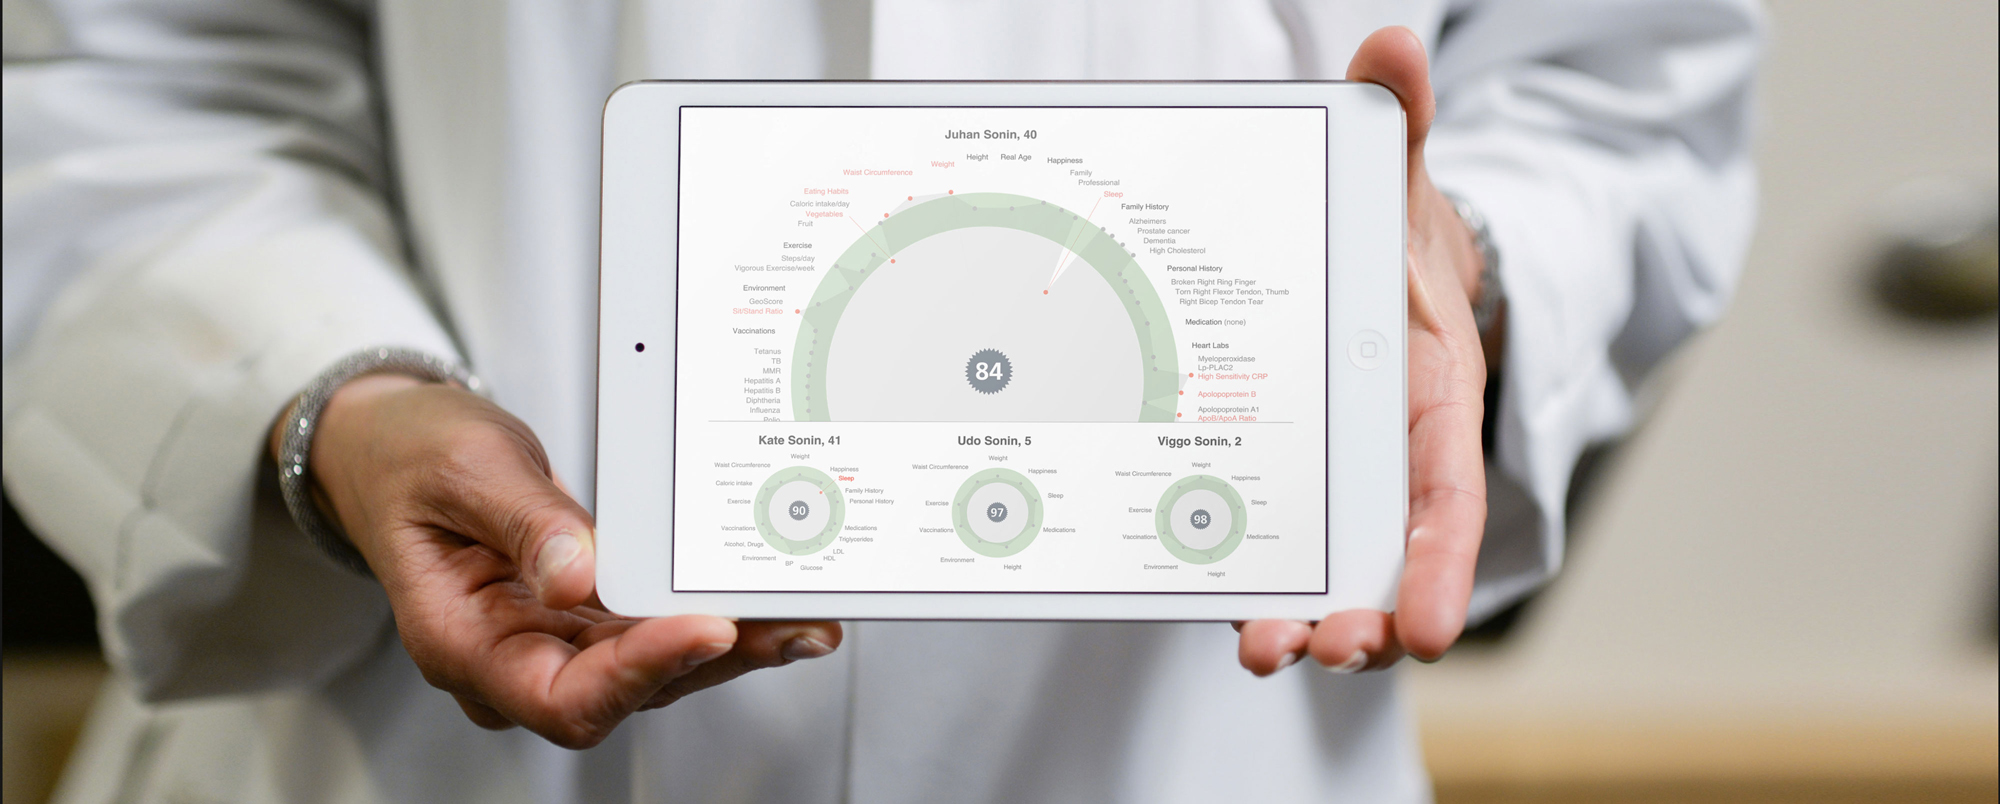 Juhan Sonin, 40
Height
Real Age
Weight
Waist Circumference
Eating Habits
Caloric intake/day
Vegetables
Fruit
Exercise
Steps/day
Vigorous Exercise/week
Environment
GeoScore
Sit/Stand Ratio
Vaccinations
Tetanus
TB
MMR
Hepatitis A
Hepatitis B
Diphtheria
Influenza
Polio
Happiness
Family
Professional
Sleep
Family History
Alzheimers
Prostate cancer
Dementia
High Cholesterol
Personal History
Broken Right Ring Finger
Torn Right Flexor Tendon, Thumb
Right Bicep Tendon Tear
Medication (none)
Heart Labs
Myeloperoxidase
Lp-PLAC2
High Sensitivity CRP
Apolopoprotein B
Apolopoprotein A1
ApoB/ApoA Ratio
84
Kate Sonin, 41
Weight
Waist Circumference
Happiness
Sleep
Caloric intake
Family History
Exercise
Personal History
90
Vaccinations
Medications
Alcohol, Drugs
Triglycerides
LDL
Environment
HDL
BP
Glucose
Udo Sonin, 5
Weight
Waist Circumference
Happiness
Sleep
Exercise
97
Vaccinations
Medications
Environment
Height
Viggo Sonin, 2
Weight
Waist Circumference
Happiness
Sleep
Exercise
98
Vaccinations
Medications
Environment
Height